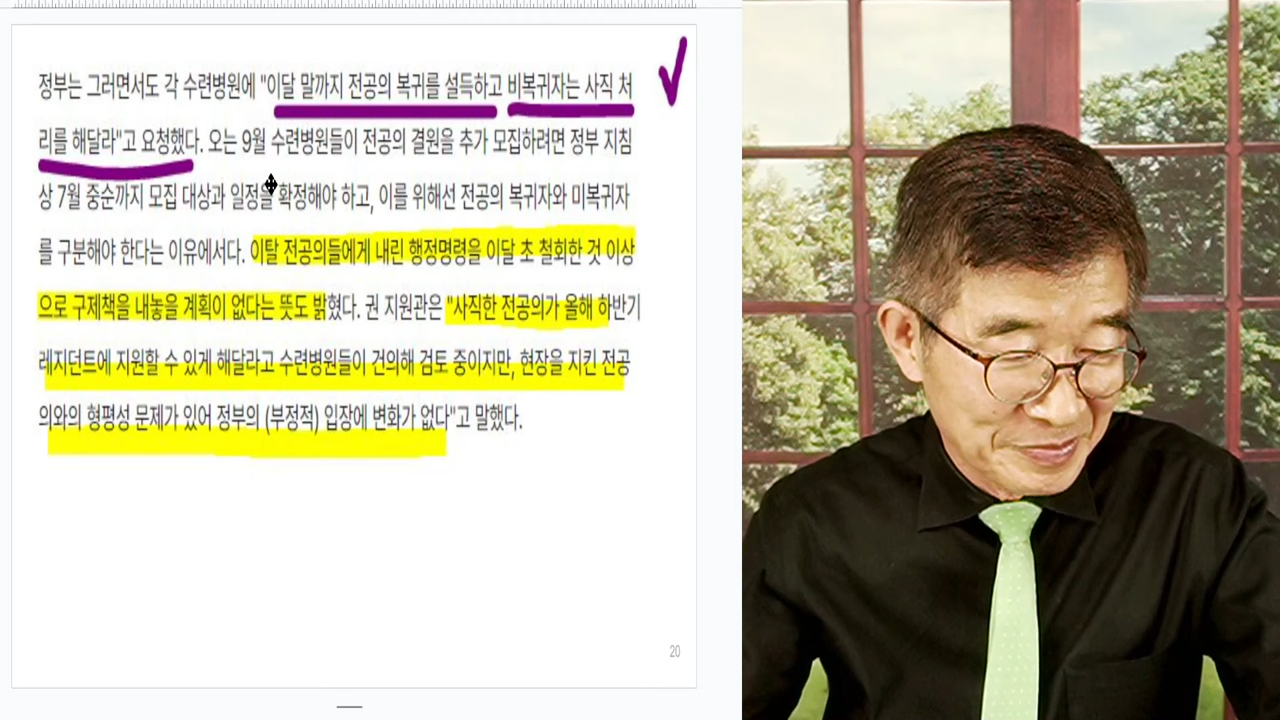 정부는 그러면서도 각 수련병원에 "이달 말까지 전공의 복귀를 설득하고 비복귀자는 사직 처
리를 해달라"고 요청했다. 오는 9월 수련병원들이 전공의 결원을 추가 모집하려면 정부 지침
상 7월 중순까지 모집 대상과 일정을 확정해야 하고, 이를 위해선 전공의 복귀자와 미복귀자
를 구분해야 한다는 이유에서다. 이탈 전공의들에게 내린 행정명령을 이달 초 철회한 것 이상
으로 구제책을 내놓을 계획이 없다는 뜻도 밝혔다. 권 지원관은 "사직한 전공의가 올해 하반기
레지던트에 지원할 수 있게 해달라고 수련병원들이 건의해 검토 중이지만, 현장을 지킨 전공
의와의 형평성 문제가 있어 정부의 (부정적) 입장에 변화가 없다"고 말했다.
20